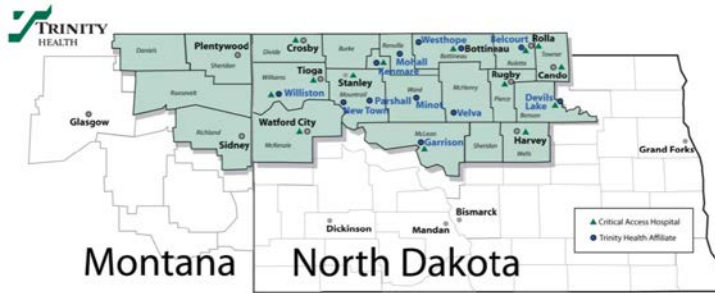 TRINITY
HEALTH
Daniels
Plentywood
Sheridan
Divide
Crosby
Burke
Renville
Westhope
Bottineau
Bottineau
Belcourt
Rolla
Rolette
Towner
Cando
Mohall
Kenmare
Roosevelt
Williams
Tioga
Williston
Stanley
Mountrail
New Town
Parshall
Ward
Minot
McHenry
Velva
Rugby
Pierce
Benson
Devils
Lake
Glasgow
Richland
Sidney
Watford City
McKenzie
McLean
Garrison
Sheridan
Harvey
Wells
Grand Forks
Dickinson
Mandan
Bismarck
Critical Access Hospital
Trinity Health Affiliate
Montana
North Dakota